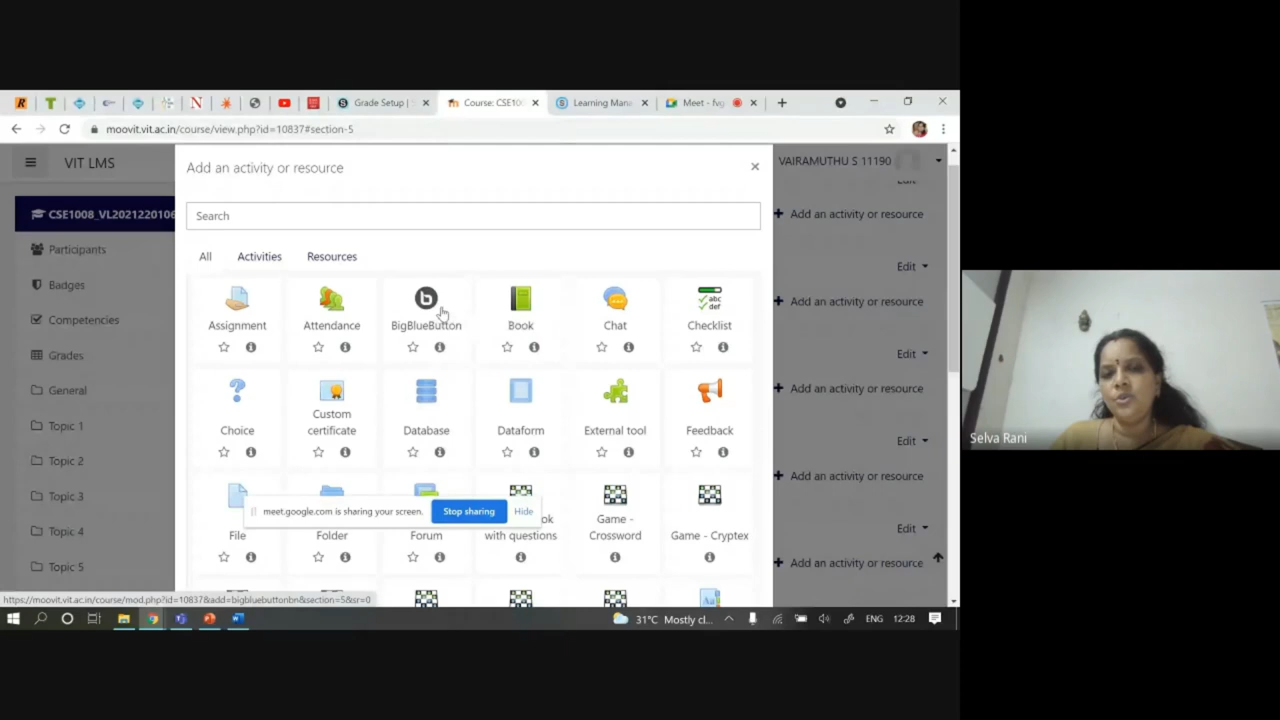 Grade Setup |
Course: CSE100
Learning Mana
Meet - fvg
moovit.vit.ac.in/course/view.php?id=10837#section-5
VIT LMS
Add an activity or resource
VAIRAMUTHU S 11190
Edit
CSE1008_VL2021220106
Search
Add an activity or resource
Participants
All Activities Resources
Edit
Badges
Add an activity or resource
Assignment Attendance BigBlueButton Book Chat Checklist
Competencies
Grades
Edit
General
Add an activity or resource
Choice Custom certificate Database Dataform External tool Feedback
Topic 1
Edit
Topic 2
Add an activity or resource
Topic 3
meet.google.com is sharing your screen. Stop sharing Hide
File Folder Forum ok with questions Game - Crossword Game - Cryptex
Topic 4
Edit
Topic 5
Add an activity or resource
https://moovit.vit.ac.in/course/mod.php?id=10837&add=bigbluebuttonbn&section=5&sr=0
31°C Mostly cl... ENG 12:28
Selva Rani
abc
def